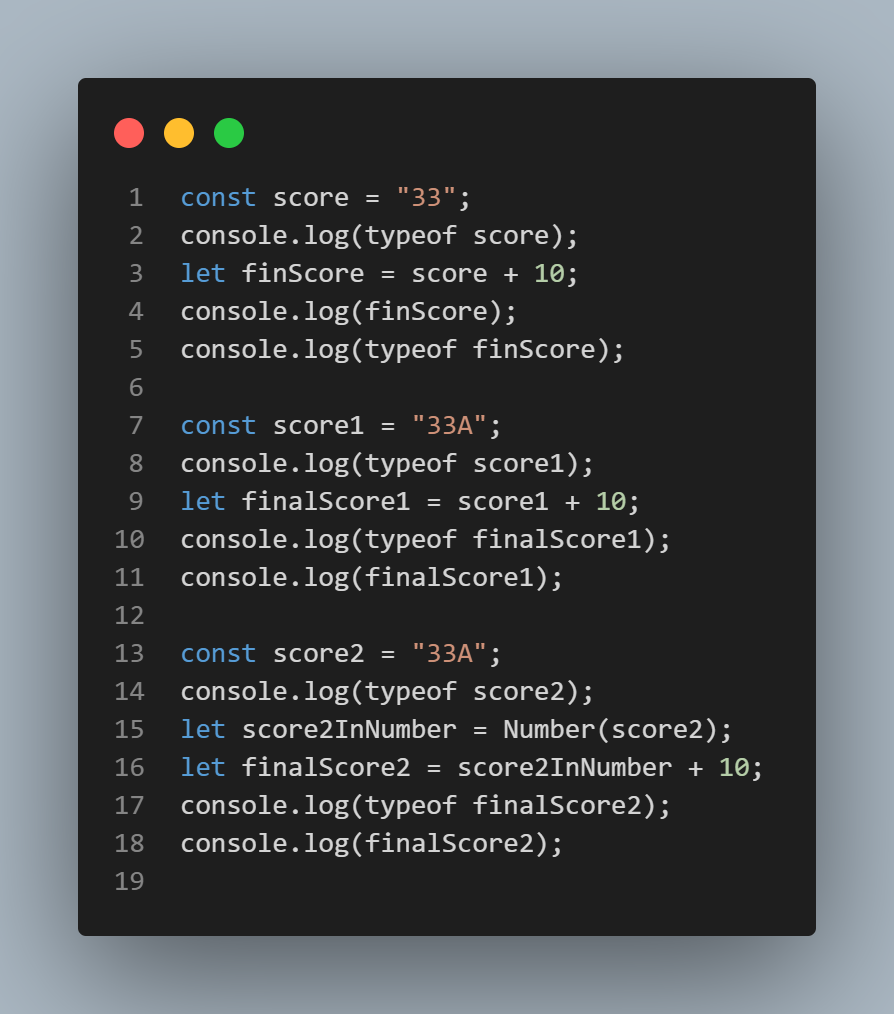 1 const score = "33";
2 console.log(typeof score);
3 let finScore = score + 10;
4 console.log(finScore);
5 console.log(typeof finScore);
6
7 const score1 = "33A";
8 console.log(typeof score1);
9 let finalScore1 = score1 + 10;
10 console.log(typeof finalScore1);
11 console.log(finalScore1);
12
13 const score2 = "33A";
14 console.log(typeof score2);
15 let score2InNumber = Number(score2);
16 let finalScore2 = score2InNumber + 10;
17 console.log(typeof finalScore2);
18 console.log(finalScore2);
19